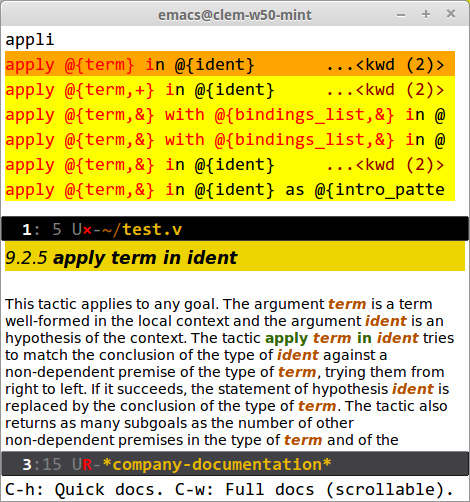 emacs@clem-w50-mint
appli
apply @{term} in @{ident} ...<kwd (2)>
apply @{term,+} in @{ident} ...<kwd (2)>
apply @{term,&} with @{bindings_list,&} in @
apply @{term,&} with @{bindings_list,&} in @
apply @{term,&} in @{ident} ...<kwd (2)>
apply @{term,&} in @{ident} as @{intro_patte
1: 5 U×-~/test.v
9.2.5 apply term in ident
This tactic applies to any goal. The argument term is a term
well-formed in the local context and the argument ident is an
hypothesis of the context. The tactic apply term in ident tries
to match the conclusion of the type of ident against a
non-dependent premise of the type of term, trying them from
right to left. If it succeeds, the statement of hypothesis ident is
replaced by the conclusion of the type of term. The tactic also
returns as many subgoals as the number of other
non-dependent premises in the type of term and of the
3:15 UR-*company-documentation*
C-h: Quick docs. C-w: Full docs (scrollable).